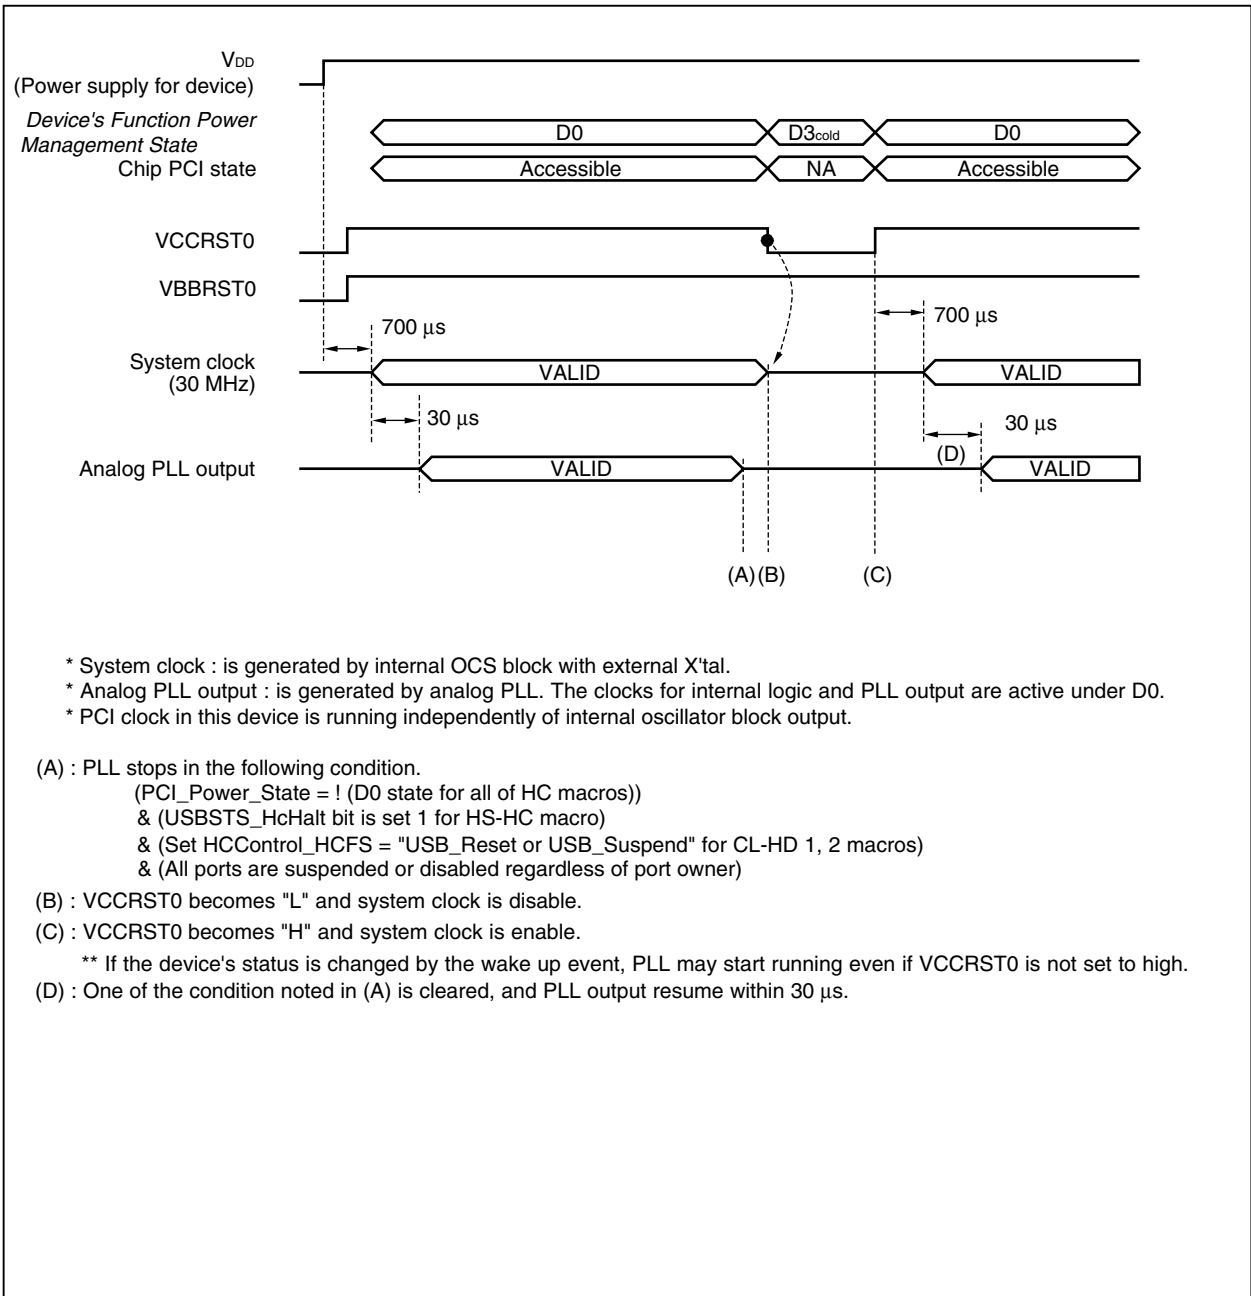 VDD
(Power supply for device)
Device's Function Power
Management State
D0
D3cold
D0
Chip PCI state
Accessible
NA
Accessible
VCCRST0
VBBRST0
700 μs
700 μs
System clock
(30 MHz)
VALID
VALID
30 μs
30 μs
(D)
Analog PLL output
VALID
VALID
(A) (B)
(C)
* System clock : is generated by internal OCS block with external X'tal.
* Analog PLL output : is generated by analog PLL. The clocks for internal logic and PLL output are active under D0.
* PCI clock in this device is running independently of internal oscillator block output.
(A) : PLL stops in the following condition.
(PCI_Power_State = ! (D0 state for all of HC macros))
& (USBSTS_HcHalt bit is set 1 for HS-HC macro)
& (Set HCControl_HCFS = "USB_Reset or USB_Suspend" for CL-HD 1, 2 macros)
& (All ports are suspended or disabled regardless of port owner)
(B) : VCCRST0 becomes "L" and system clock is disable.
(C) : VCCRST0 becomes "H" and system clock is enable.
** If the device's status is changed by the wake up event, PLL may start running even if VCCRST0 is not set to high.
(D) : One of the condition noted in (A) is cleared, and PLL output resume within 30 μs.